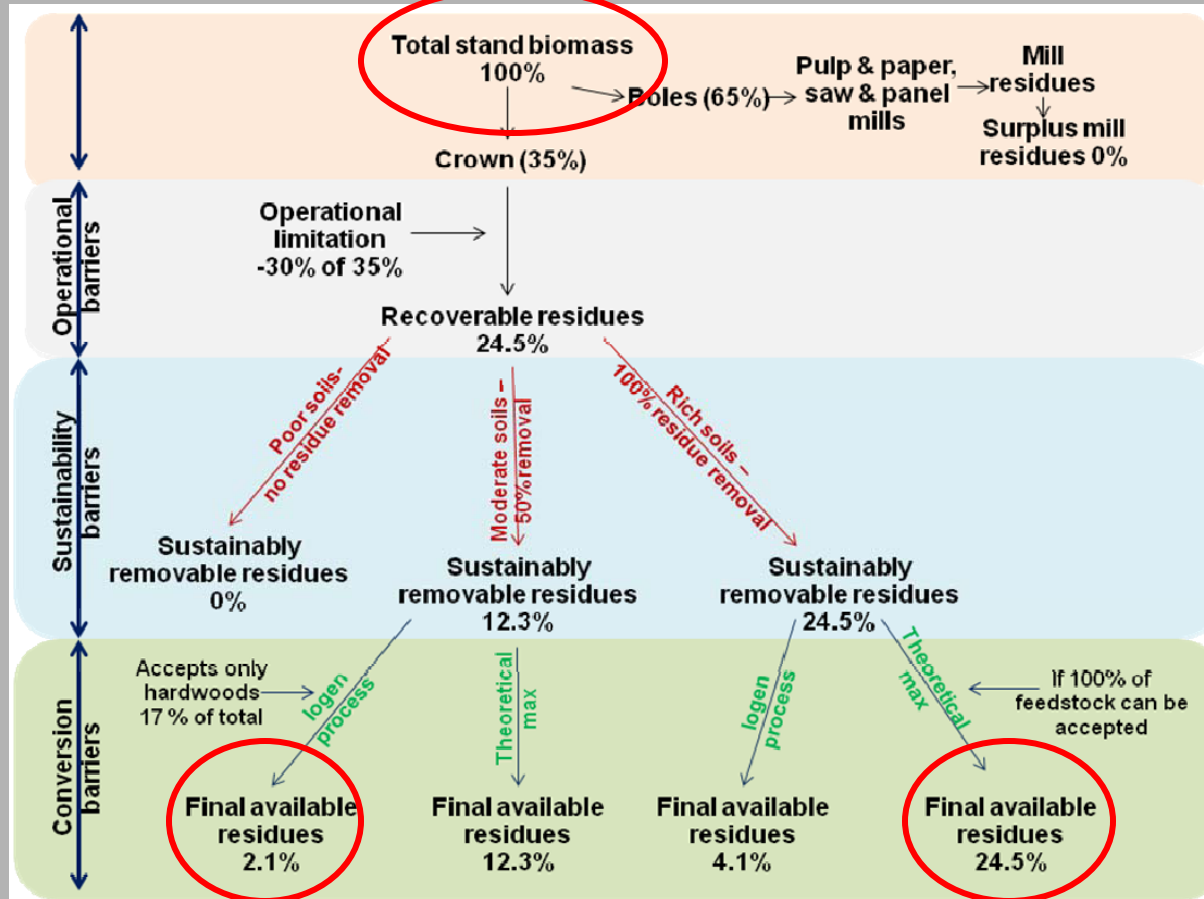 Total stand biomass
100%
Boles (65%)
Pulp & paper,
saw & panel
mills
Mill
residues
Surplus mill
residues 0%
Crown (35%)
Operational
barriers
Operational
limitation
-30% of 35%
Recoverable residues
24.5%
Sustainability
barriers
Poor soils-
no residue removal
Moderate soils –
50% removal
Rich soils –
100% residue removal
Sustainably
removable residues
0%
Sustainably
removable residues
12.3%
Sustainably
removable residues
24.5%
Conversion
barriers
Accepts only
hardwoods
17 % of total
Iogen
process
Theoretical
max
Iogen
process
Theoretical
max
If 100% of
feedstock can be
accepted
Final available
residues
2.1%
Final available
residues
12.3%
Final available
residues
4.1%
Final available
residues
24.5%